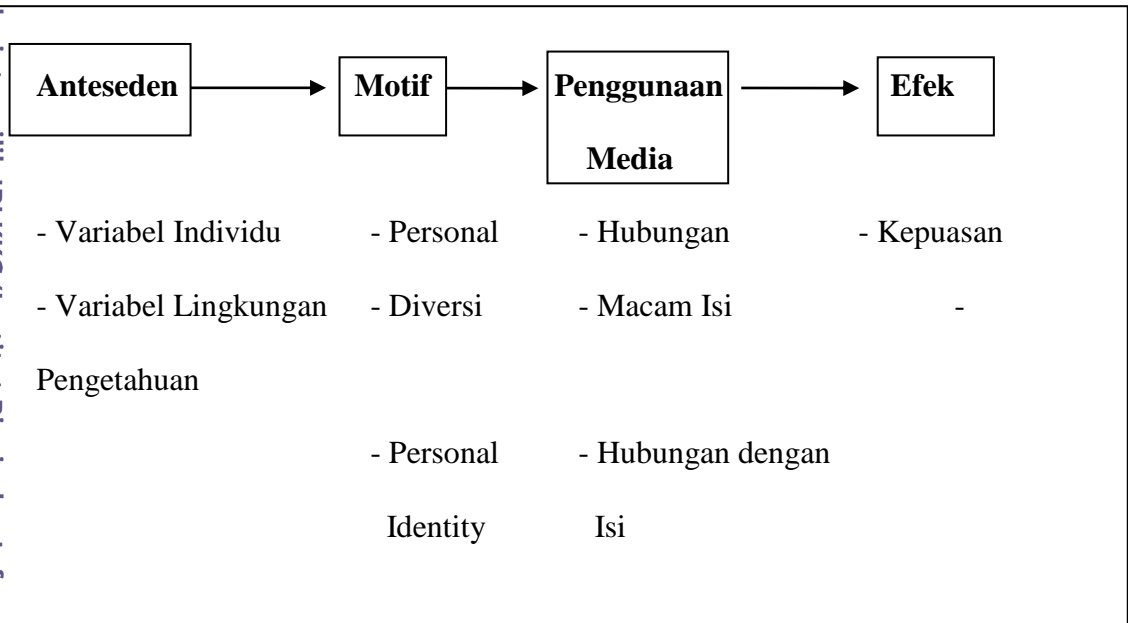 Anteseden Motif Penggunaan Efek
Media
- Variabel Individu - Personal - Hubungan - Kepuasan
- Variabel Lingkungan - Diversi - Macam Isi -
Pengetahuan
- Personal - Hubungan dengan
Identity Isi